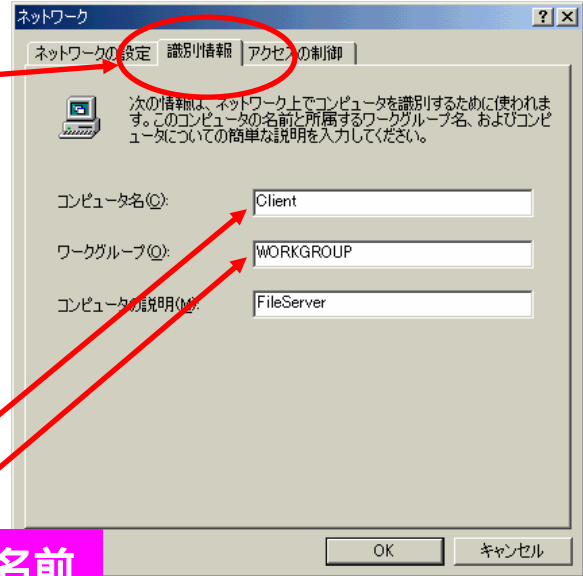 ネットワーク
ネットワークの設定 識別情報 アクセスの制御
次の情報は、ネットワーク上でコンピュータを識別するために使われま
す。このコンピュータの名前と所属するワークグループ名、およびコンピ
ュータについての簡単な説明を入力してください。
コンピュータ名(C): Client
ワークグループ(O): WORKGROUP
コンピュータの説明(M): FileServer
名前
OK キャンセル